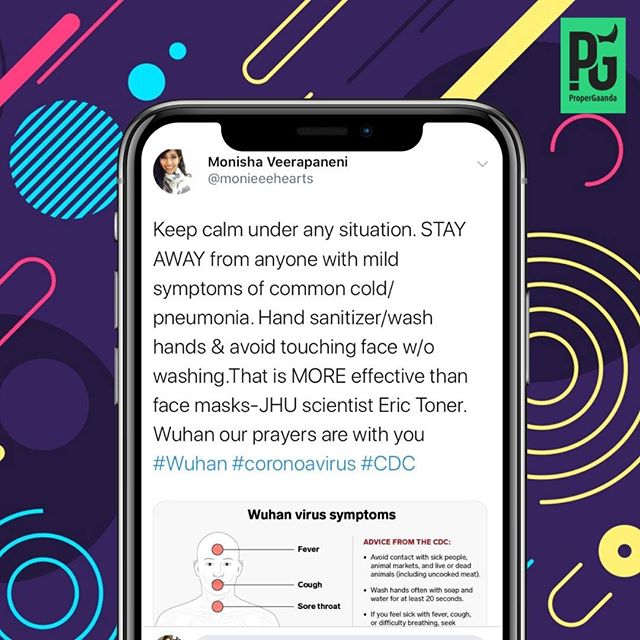 PG
ProperGaanda
Monisha Veerapaneni
@monieeehearts
Keep calm under any situation. STAY
AWAY from anyone with mild
symptoms of common cold/
pneumonia. Hand sanitizer/wash
hands & avoid touching face w/o
washing.That is MORE effective than
face masks-JHU scientist Eric Toner.
Wuhan our prayers are with you
#Wuhan #coronoavirus #CDC
Wuhan virus symptoms
Fever
Cough
Sore throat
ADVICE FROM THE CDC:
• Avoid contact with sick people,
animal markets, and live or dead
animals (including uncooked meat).
• Wash hands often with soap and
water for at least 20 seconds.
• If you feel sick with fever, cough,
or difficulty breathing, seek